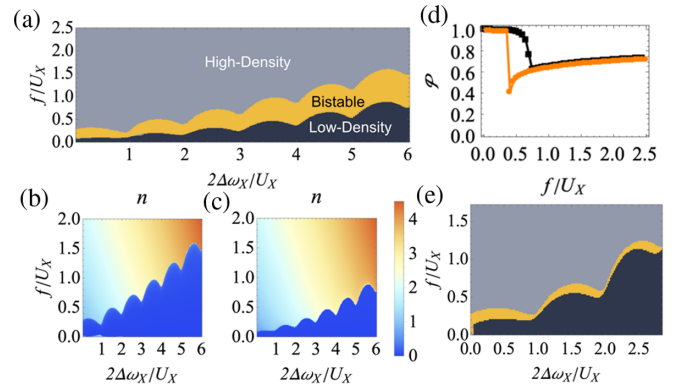 (a)
f/U_X
2.5
2.0
1.5
1.0
0.5
0.0
High-Density
Bistable
Low-Density
1 2 3 4 5 6
2Δω_X/U_X
(d)
𝒫
1.0
0.8
0.6
0.4
0.2
0.0
0.0 0.5 1.0 1.5 2.0 2.5
f/U_X
(b)
n
f/U_X
2.0
1.5
1.0
0.5
0.0
0 1 2 3 4 5 6
2Δω_X/U_X
(c)
n
2.0
1.5
1.0
0.5
0.0
0 1 2 3 4 5 6
2Δω_X/U_X
4
3
2
1
0
(e)
f/U_X
1.5
1.0
0.5
0.0
0.0 0.5 1.0 1.5 2.0 2.5
2Δω_X/U_X